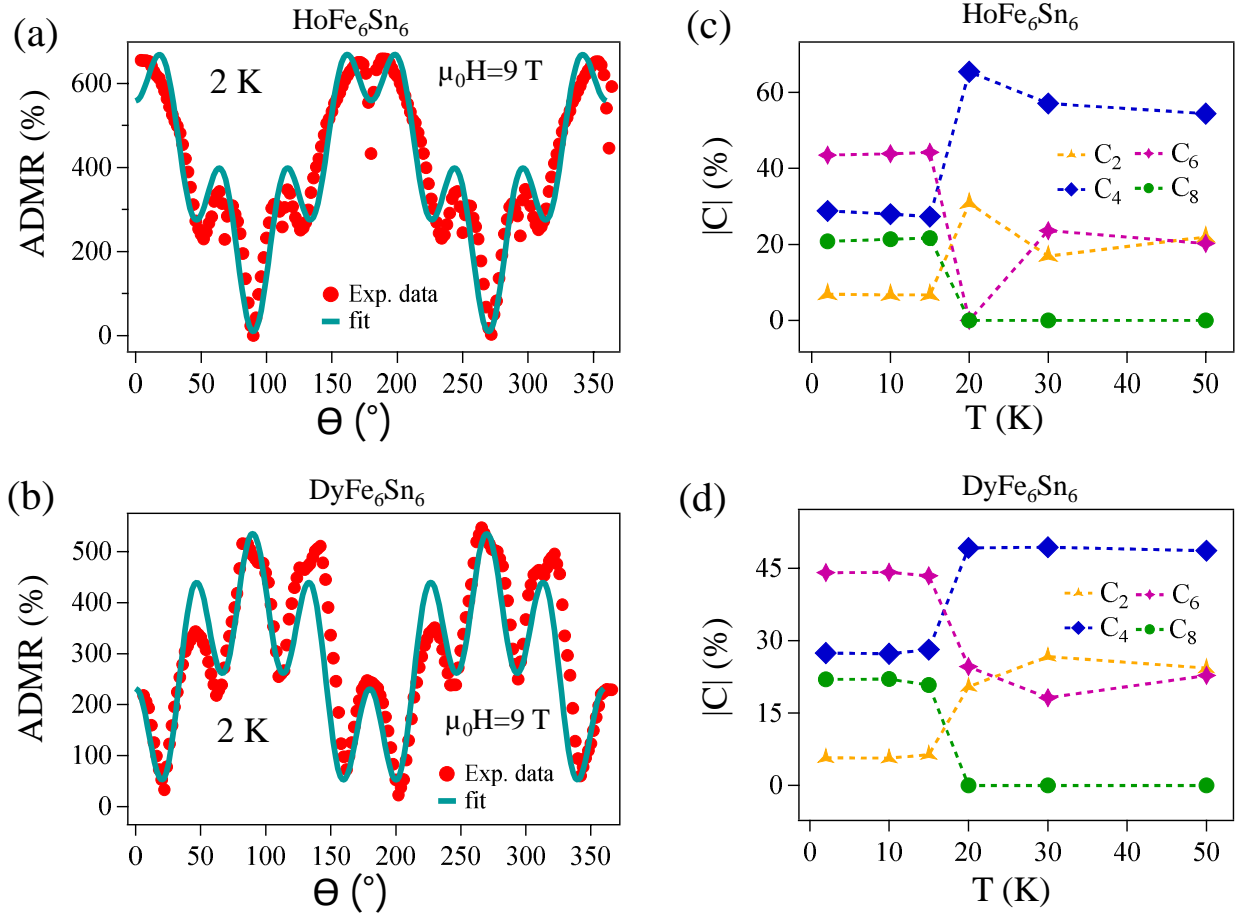 (a)
HoFe₆Sn₆
ADMR (%)
600
400
200
0
2 K
μ₀H=9 T
Exp. data
fit
0 50 100 150 200 250 300 350
ϴ (°)
(c)
HoFe₆Sn₆
|C| (%)
60
40
20
0
C₂ C₆
C₄ C₈
0 10 20 30 40 50
T (K)
(b)
DyFe₆Sn₆
ADMR (%)
500
400
300
200
100
0
2 K
μ₀H=9 T
Exp. data
fit
0 50 100 150 200 250 300 350
ϴ (°)
(d)
DyFe₆Sn₆
|C| (%)
45
30
15
0
C₂ C₆
C₄ C₈
0 10 20 30 40 50
T (K)